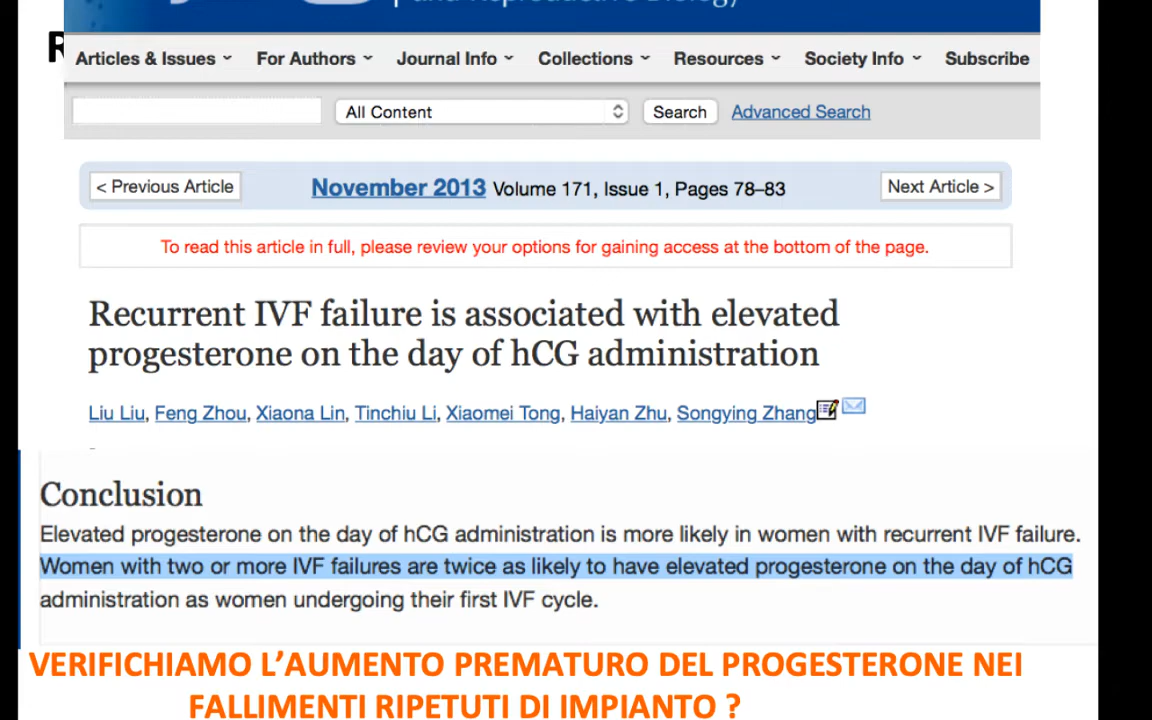 and Reproductive Biology
R
Articles & Issues For Authors Journal Info Collections Resources Society Info Subscribe
All Content Search Advanced Search
< Previous Article November 2013 Volume 171, Issue 1, Pages 78–83 Next Article >
To read this article in full, please review your options for gaining access at the bottom of the page.
Recurrent IVF failure is associated with elevated
progesterone on the day of hCG administration
Liu Liu, Feng Zhou, Xiaona Lin, Tinchiu Li, Xiaomei Tong, Haiyan Zhu, Songying Zhang
Conclusion
Elevated progesterone on the day of hCG administration is more likely in women with recurrent IVF failure.
Women with two or more IVF failures are twice as likely to have elevated progesterone on the day of hCG
administration as women undergoing their first IVF cycle.
VERIFICHIAMO L’AUMENTO PREMATURO DEL PROGESTERONE NEI
FALLIMENTI RIPETUTI DI IMPIANTO ?